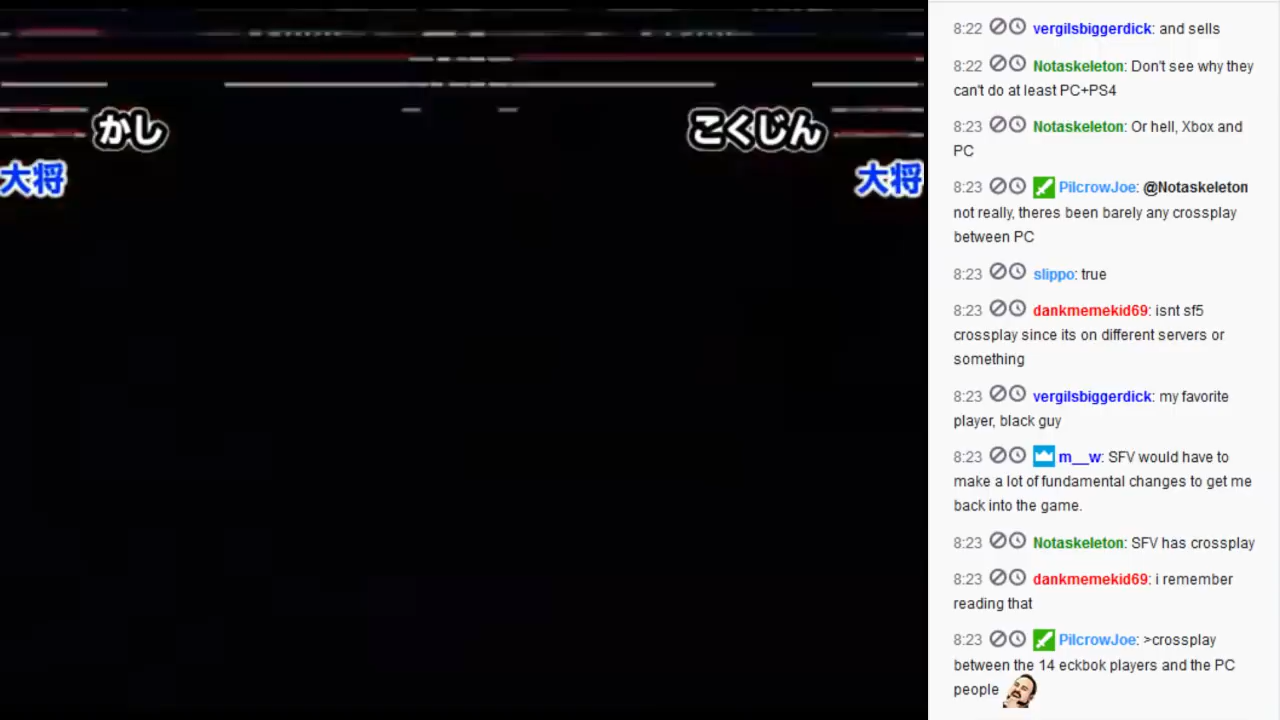 かし
こくじん
大将
大将
8:22 vergilsbiggerdick: and sells
8:22 Notaskeleton: Don't see why they
can't do at least PC+PS4
8:23 Notaskeleton: Or hell, Xbox and
PC
8:23 PilcrowJoe: @Notaskeleton
not really, theres been barely any crossplay
between PC
8:23 slippo: true
8:23 dankmemekid69: isnt sf5
crossplay since its on different servers or
something
8:23 vergilsbiggerdick: my favorite
player, black guy
8:23 m__w: SFV would have to
make a lot of fundamental changes to get me
back into the game.
8:23 Notaskeleton: SFV has crossplay
8:23 dankmemekid69: i remember
reading that
8:23 PilcrowJoe: >crossplay
between the 14 eckbok players and the PC
people